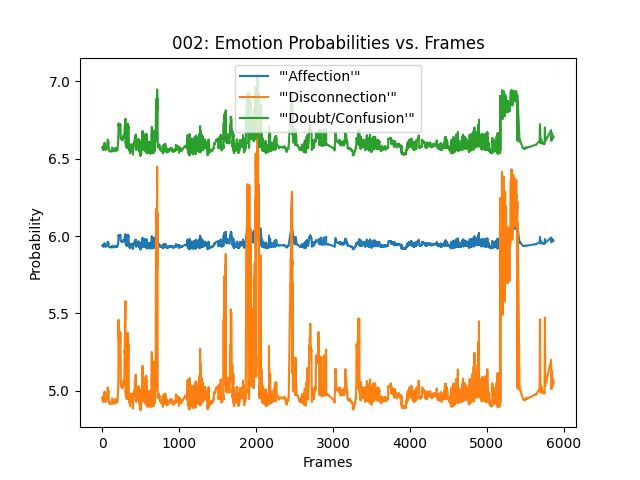 002: Emotion Probabilities vs. Frames
"'Affection'"
"'Disconnection'"
"'Doubt/Confusion'"
Probability
7.0
6.5
6.0
5.5
5.0
0 1000 2000 3000 4000 5000 6000
Frames